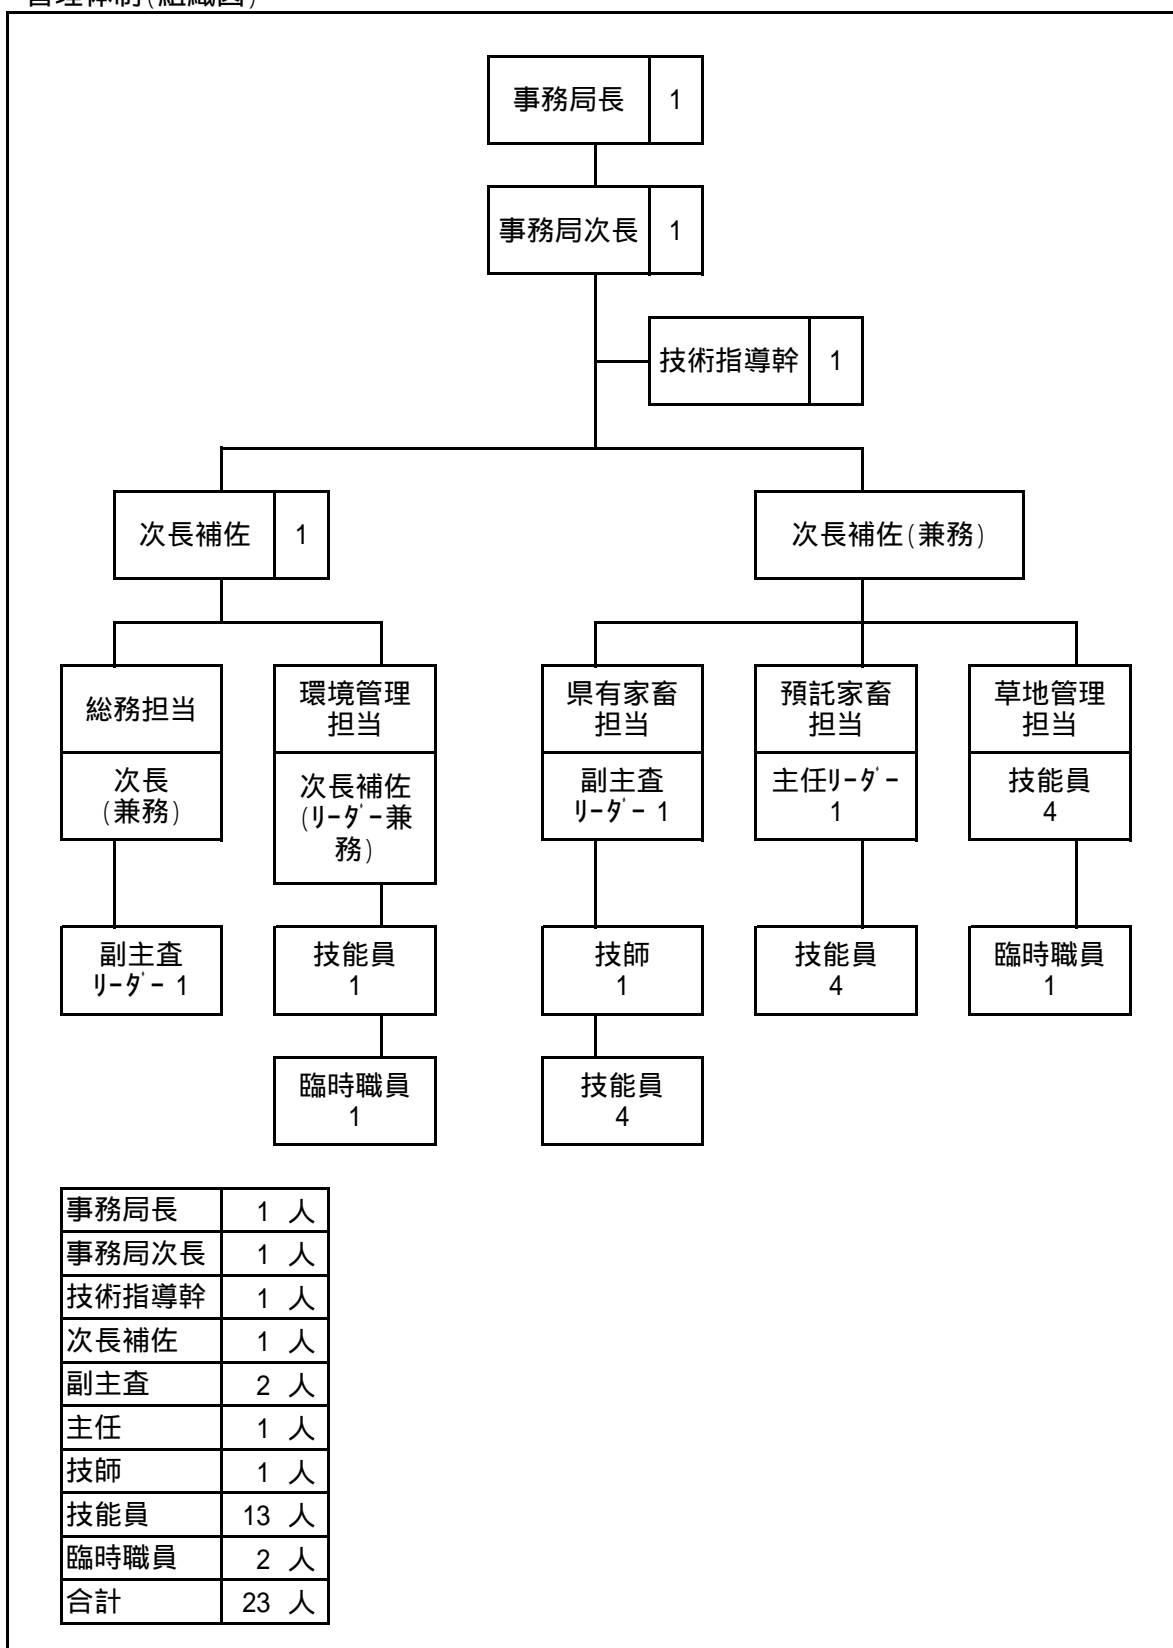 管理体制(組織図)
事務局長 1
事務局次長 1
技術指導幹 1
次長補佐 1
次長補佐(兼務)
総務担当
次長
(兼務)
副主査
ﾘｰﾀﾞｰ 1
環境管理
担当
次長補佐
(ﾘｰﾀﾞｰ兼
務)
技能員
1
臨時職員
1
県有家畜
担当
副主査
ﾘｰﾀﾞｰ 1
技師
1
技能員
4
預託家畜
担当
主任ﾘｰﾀﾞｰ
1
技能員
4
草地管理
担当
技能員
4
臨時職員
1
事務局長 1 人
事務局次長 1 人
技術指導幹 1 人
次長補佐 1 人
副主査 2 人
主任 1 人
技師 1 人
技能員 13 人
臨時職員 2 人
合計 23 人